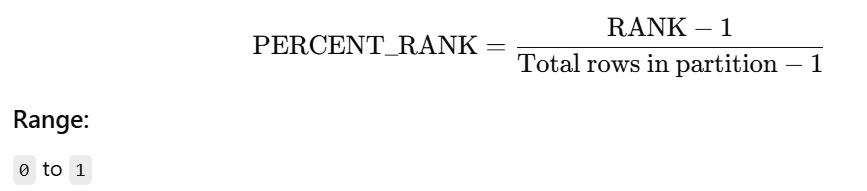 PERCENT_RANK = RANK − 1 / Total rows in partition − 1
Range:
0 to 1